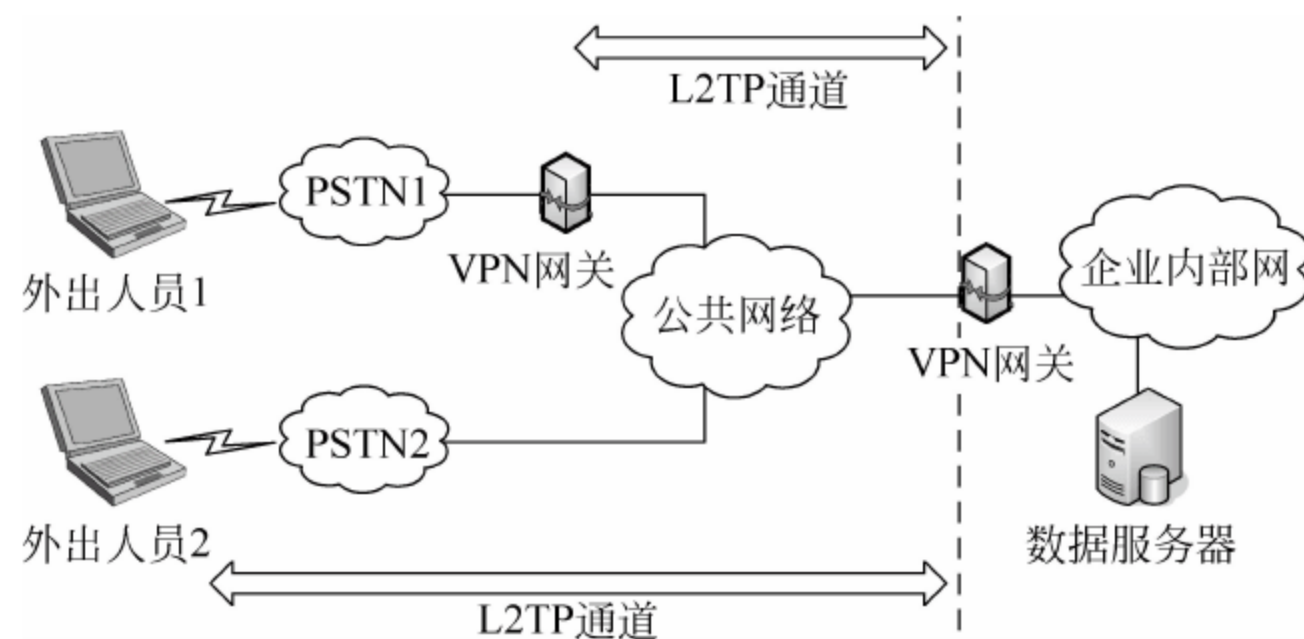 L2TP通道
PSTN1
VPN网关
外出人员1
企业内部网
公共网络
VPN网关
PSTN2
外出人员2
数据服务器
L2TP通道